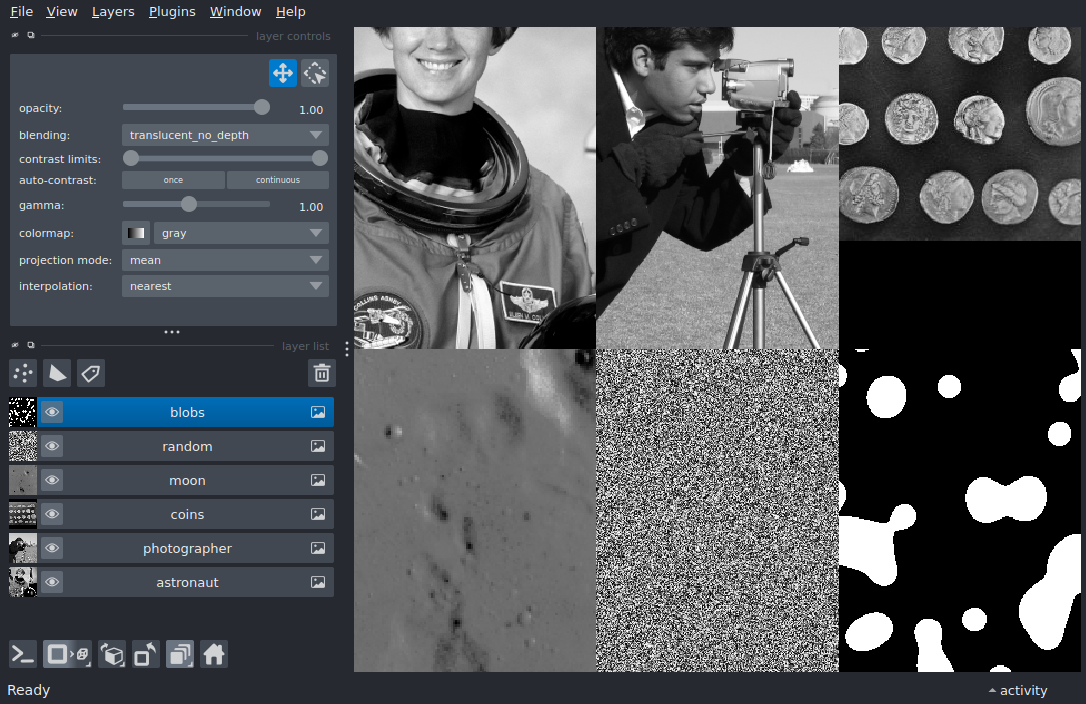 File View Layers Plugins Window Help
layer controls
opacity: 1.00
blending: translucent_no_depth
contrast limits:
auto-contrast: once continuous
gamma: 1.00
colormap: gray
projection mode: mean
interpolation: nearest
layer list
blobs
random
moon
coins
photographer
astronaut
Ready
activity